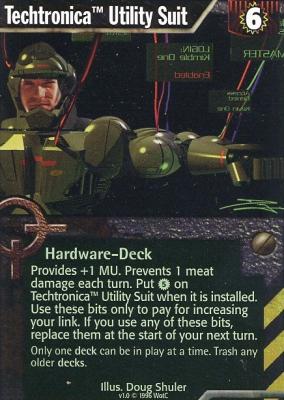 Techtronica™ Utility Suit
6
LOGIN:
Kimble One
Enabled
MASTER
Hardware-Deck
Provides +1 MU. Prevents 1 meat
damage each turn. Put 5 on
Techtronica™ Utility Suit when it is installed.
Use these bits only to pay for increasing
your link. If you use any of these bits,
replace them at the start of your next turn.
Only one deck can be in play at a time. Trash any
older decks.
Illus. Doug Shuler
v1.0 © 1996 WotC